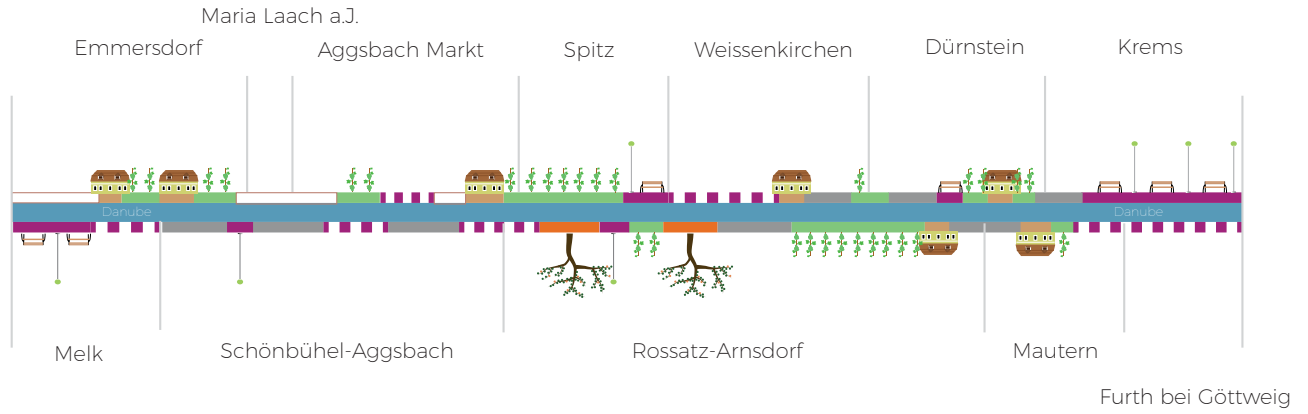 Maria Laach a.J.
Emmersdorf
Aggsbach Markt
Spitz
Weissenkirchen
Dürnstein
Krems
Danube
Danube
Melk
Schönbühel-Aggsbach
Rossatz-Arnsdorf
Mautern
Furth bei Göttweig